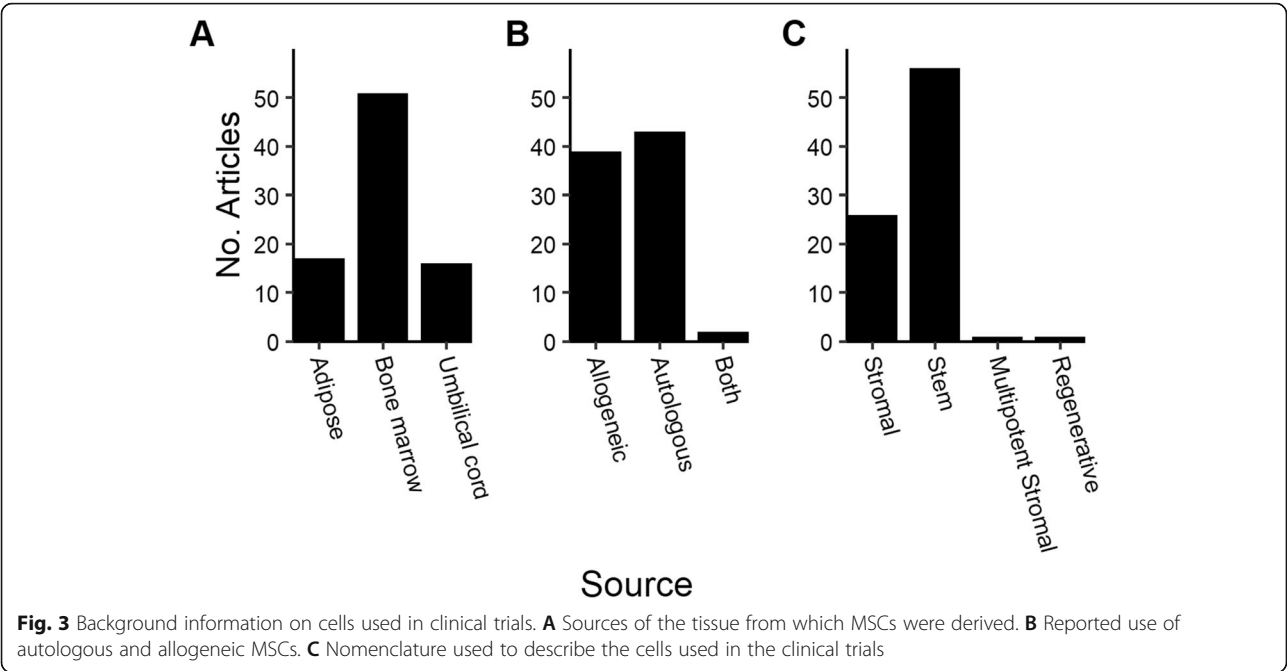 A
B
C
No. Articles
50
40
30
20
10
0
50
40
30
20
10
0
50
40
30
20
10
0
Adipose
Bone marrow
Umbilical cord
Allogeneic
Autologous
Both
Stromal
Stem
Multipotent Stromal
Regenerative
Source
Fig. 3 Background information on cells used in clinical trials. A Sources of the tissue from which MSCs were derived. B Reported use of
autologous and allogeneic MSCs. C Nomenclature used to describe the cells used in the clinical trials